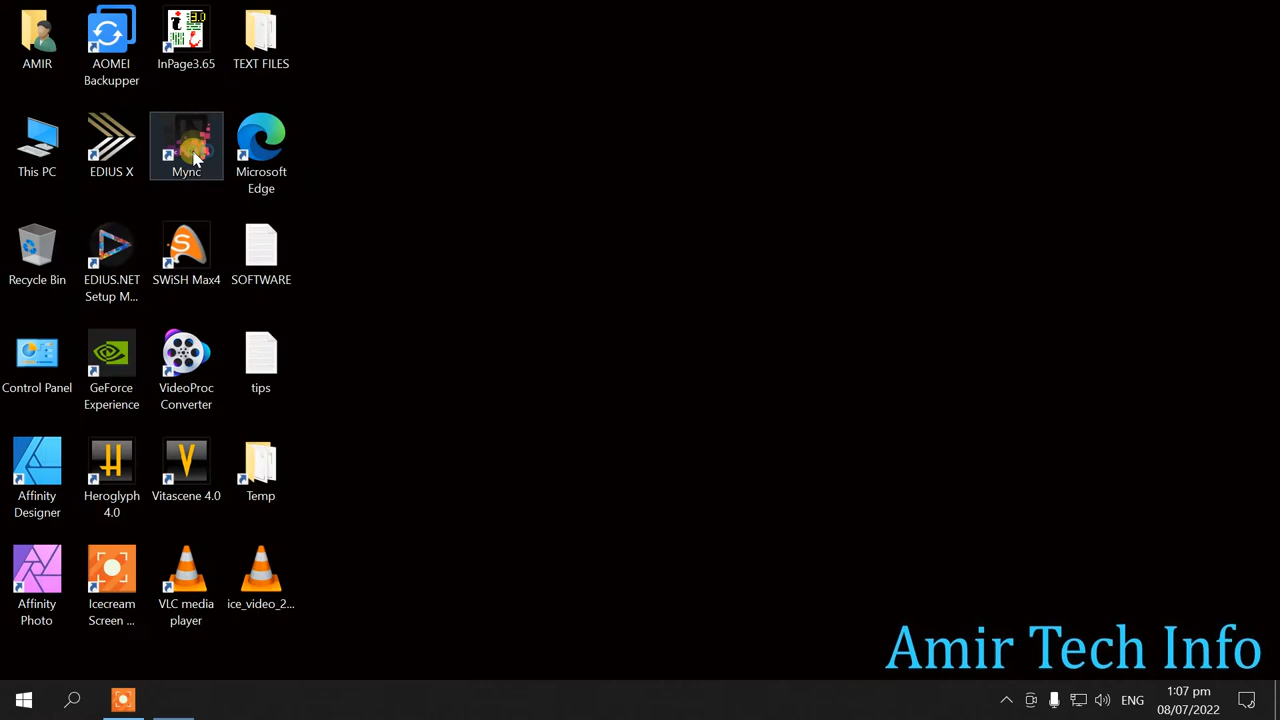 AMIR
AOMEI
Backupper
InPage3.65
3.0
TEXT FILES
This PC
EDIUS X
Mync
Microsoft
Edge
Recycle Bin
EDIUS.NET
Setup M...
SWiSH Max4
SOFTWARE
Control Panel
GeForce
Experience
VideoProc
Converter
tips
Affinity
Designer
Heroglyph
4.0
Vitascene 4.0
Temp
Affinity
Photo
Icecream
Screen ...
VLC media
player
ice_video_2...
Amir Tech Info
ENG
1:07 pm
08/07/2022